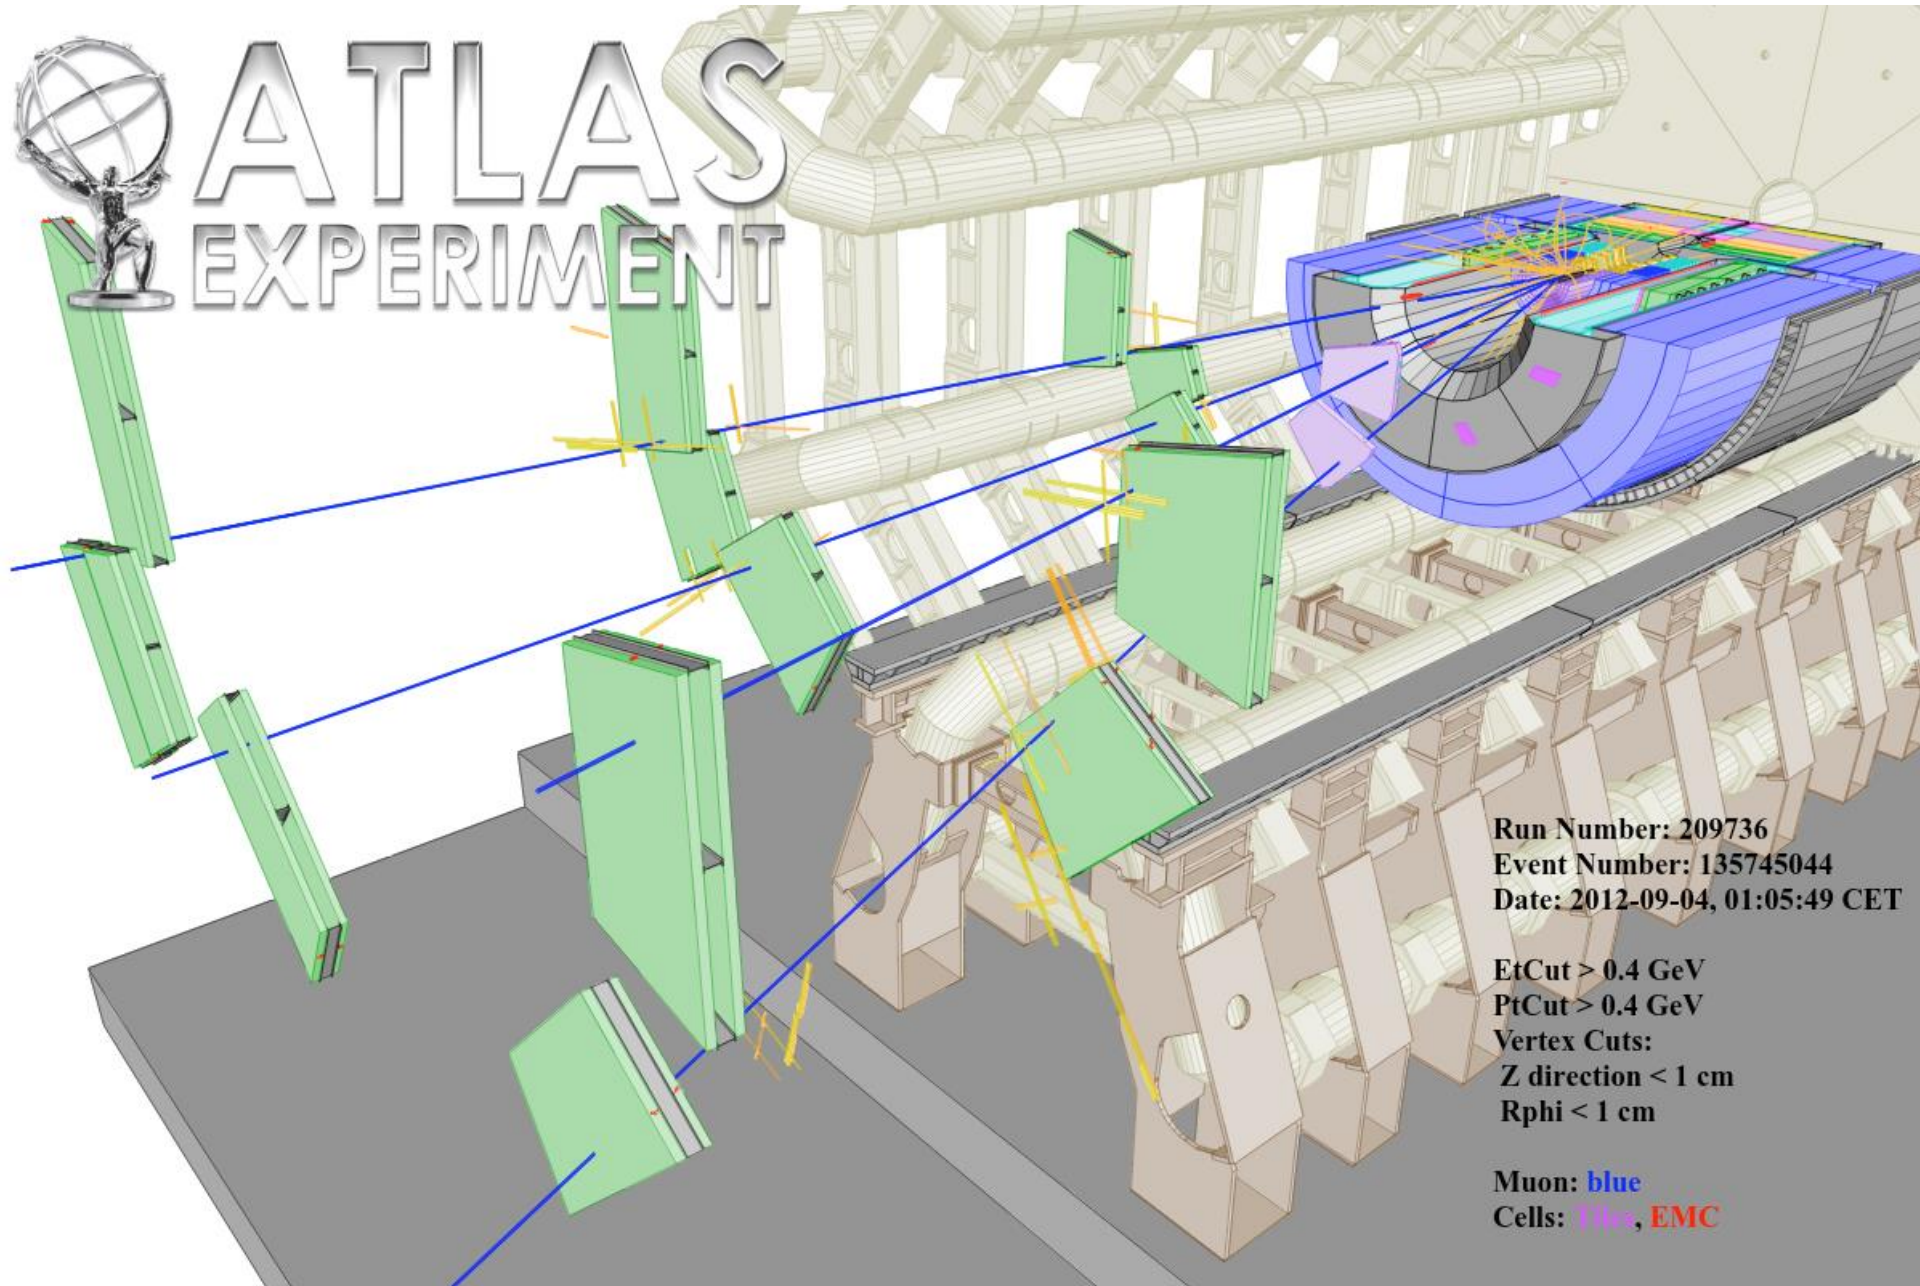 ATLAS
EXPERIMENT
Run Number: 209736
Event Number: 135745044
Date: 2012-09-04, 01:05:49 CET
EtCut > 0.4 GeV
PtCut > 0.4 GeV
Vertex Cuts:
Z direction < 1 cm
Rphi < 1 cm
Muon: blue
Cells: Tiles, EMC